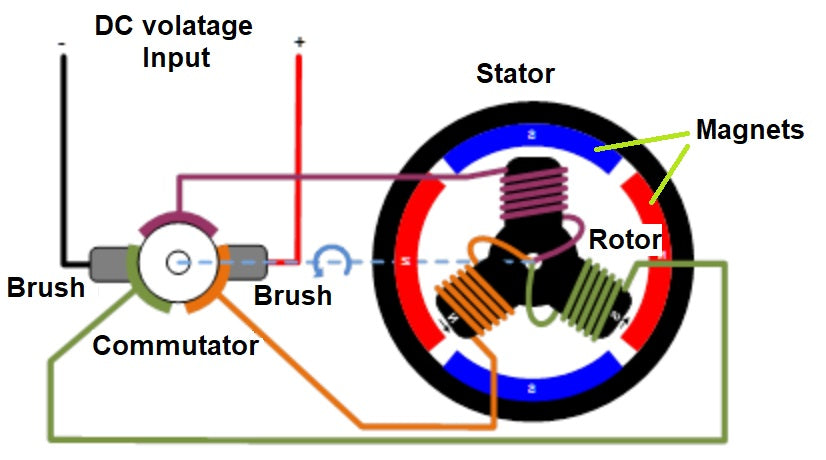 DC volatage
Input
-
+
Stator
Magnets
S
Rotor
N
Brush
Brush
N
S
Commutator
S